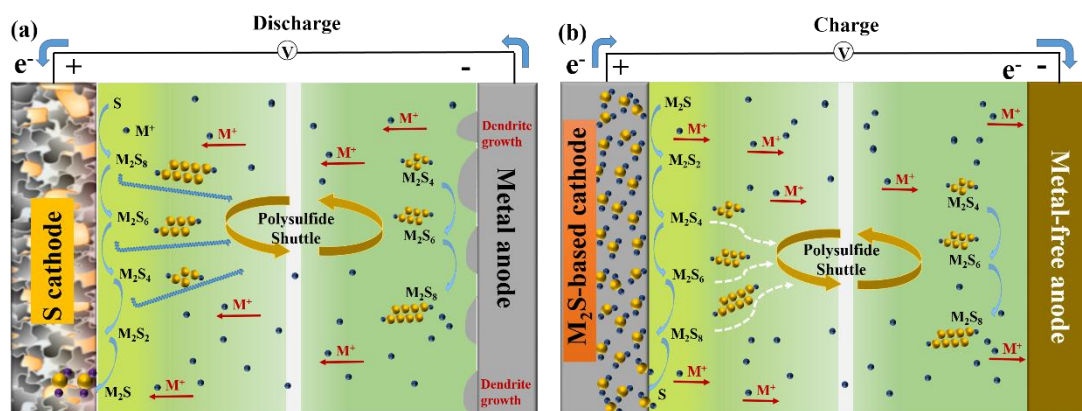 (a)
Discharge
V
e⁻
+
-
S cathode
S
M⁺
M₂S₈
M₂S₆
M₂S₄
M₂S₂
M₂S
M⁺
M⁺
M⁺
M⁺
M⁺
M⁺
Polysulfide
Shuttle
M₂S₄
M₂S₆
M₂S₈
Dendrite
growth
Dendrite
growth
Metal anode
(b)
Charge
V
e⁻
+
e⁻
-
M₂S-based cathode
M₂S
M₂S₂
M₂S₄
M₂S₆
M₂S₈
S
M⁺
M⁺
M⁺
M⁺
M⁺
M⁺
M⁺
M⁺
Polysulfide
Shuttle
M₂S₄
M₂S₆
M₂S₈
Metal-free anode